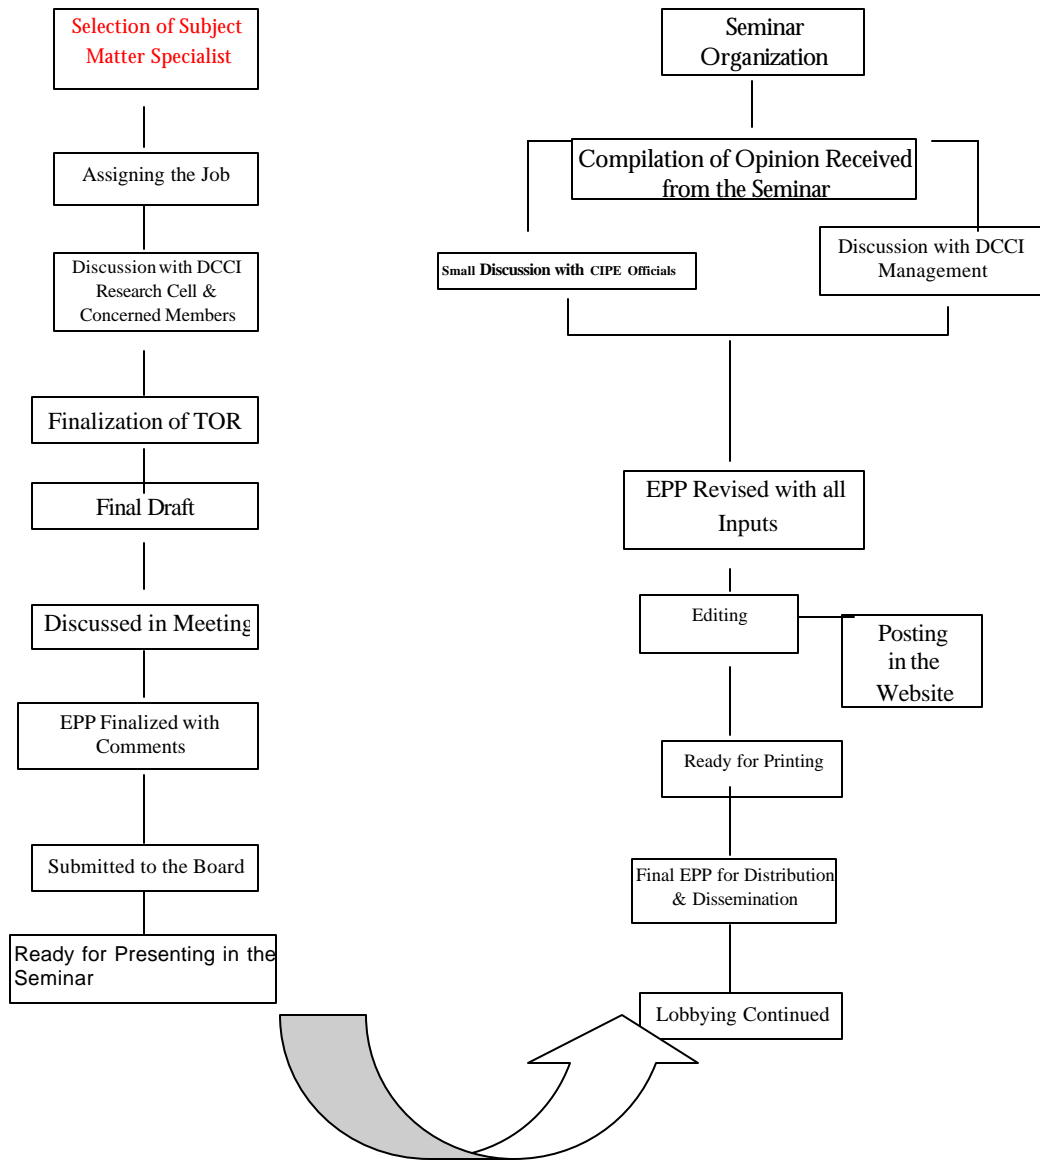 Selection of Subject
Matter Specialist
Assigning the Job
Discussion with DCCI
Research Cell &
Concerned Members
Finalization of TOR
Final Draft
Discussed in Meeting
EPP Finalized with
Comments
Submitted to the Board
Ready for Presenting in the
Seminar
Seminar
Organization
Compilation of Opinion Received
from the Seminar
Small Discussion with CIPE Officials
Discussion with DCCI
Management
EPP Revised with all
Inputs
Editing
Posting
in the
Website
Ready for Printing
Final EPP for Distribution
& Dissemination
Lobbying Continued